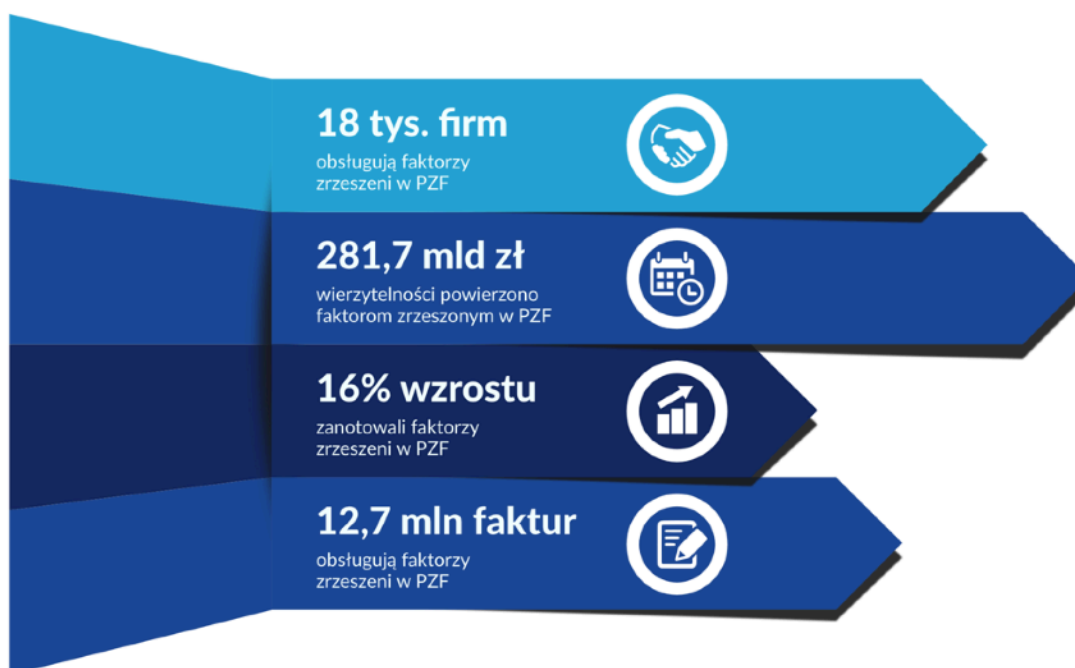 18 tys. firm
obsługują faktorzy
zrzeszeni w PZF
281,7 mld zł
wierzytelności powierzono
faktorom zrzeszonym w PZF
16% wzrostu
zanotowali faktorzy
zrzeszeni w PZF
12,7 mln faktur
obsługują faktorzy
zrzeszeni w PZF